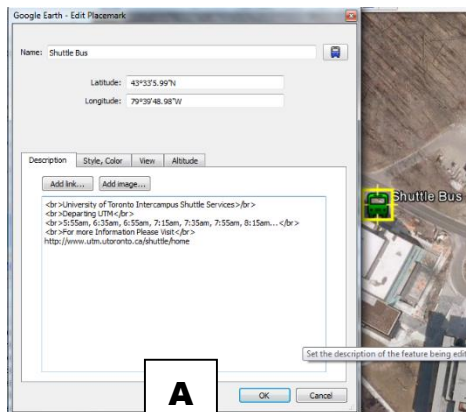 Google Earth - Edit Placemark
Name: Shuttle Bus
Latitude: 43°33'5.99"N
Longitude: 79°39'48.98"W
Description Style, Color View Altitude
Add link... Add image...
<br>University of Toronto Intercampus Shuttle Services>/br>
<br>Departing UTM</br>
<br>5:55am, 6:35am, 6:55am, 7:15am, 7:35am, 7:55am, 8:15am...</br>
<br>For more Information Please Visit</br>
http://www.utm.utoronto.ca/shuttle/home
Shuttle Bus
Set the description of the feature being edit
A
OK Cancel